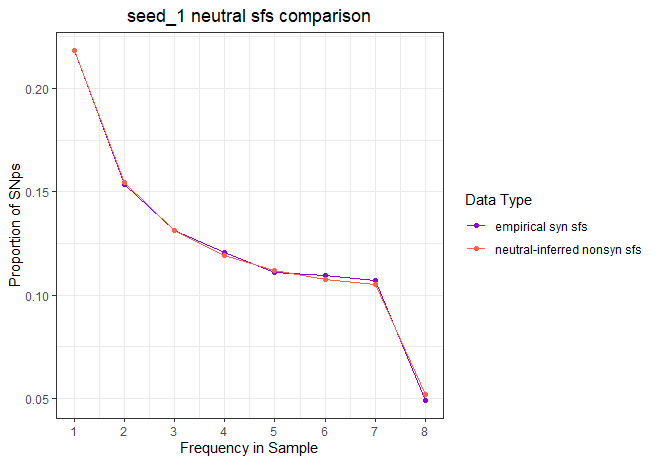 seed_1 neutral sfs comparison
0.20
0.15
0.10
0.05
Proportion of SNps
1 2 3 4 5 6 7 8
Frequency in Sample
Data Type
empirical syn sfs
neutral-inferred nonsyn sfs